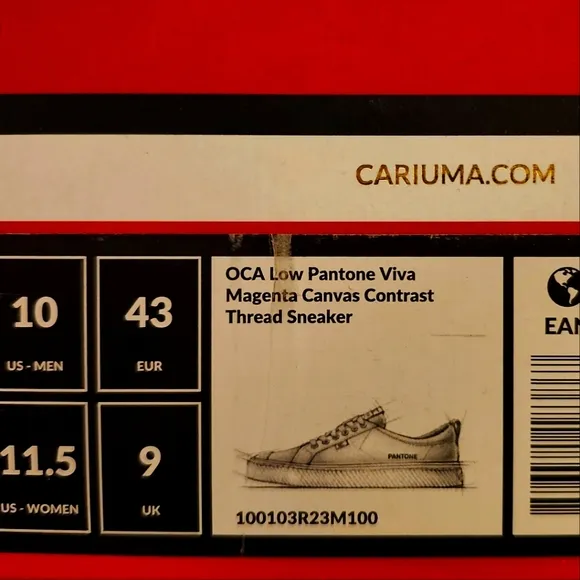 CARIUMA.COM
10
US - MEN
43
EUR
11.5
US - WOMEN
9
UK
OCA Low Pantone Viva
Magenta Canvas Contrast
Thread Sneaker
PANTONE
100103R23M100
EAN